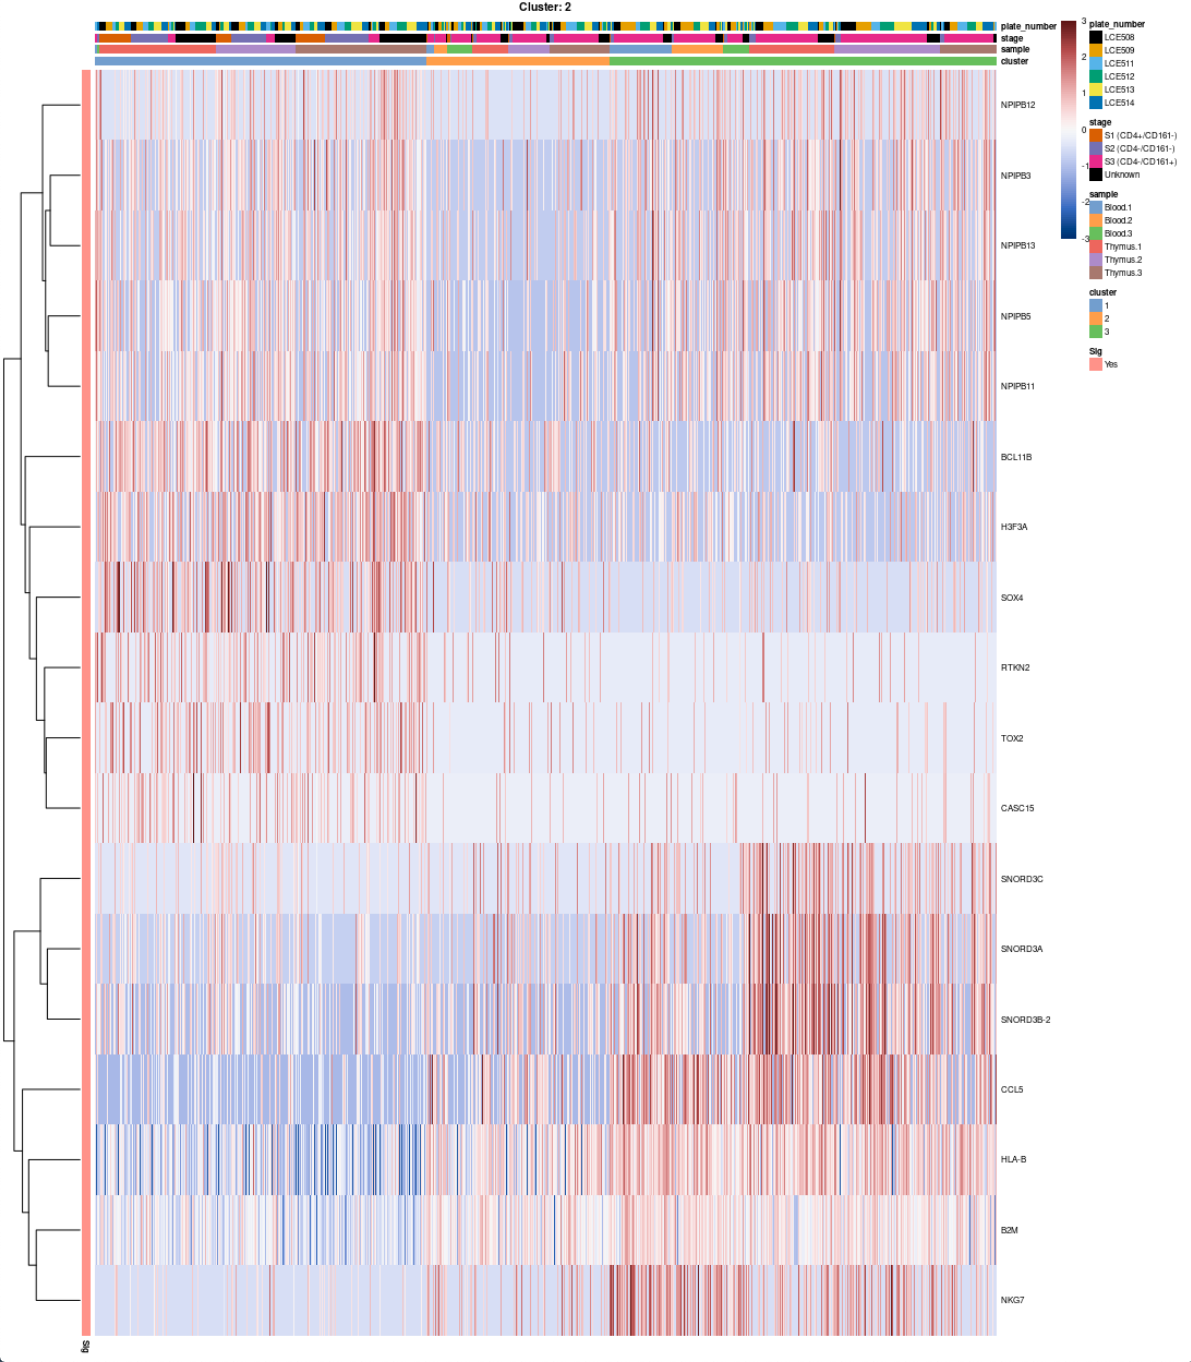 Cluster: 2
plate_number
stage
sample
cluster
3
2
1
0
-1
-2
-3
plate_number
LCE508
LCE509
LCE511
LCE512
LCE513
LCE514
stage
S1 (CD4+/CD161-)
S2 (CD4-/CD161-)
S3 (CD4-/CD161+)
Unknown
sample
Blood.1
Blood.2
Blood.3
Thymus.1
Thymus.2
Thymus.3
cluster
1
2
3
Sig
Yes
NPIPB12
NPIPB3
NPIPB13
NPIPB5
NPIPB11
BCL11B
H3F3A
SOX4
RTKN2
TOX2
CASC15
SNORD3C
SNORD3A
SNORD3B-2
CCL5
HLA-B
B2M
NKG7
Sig